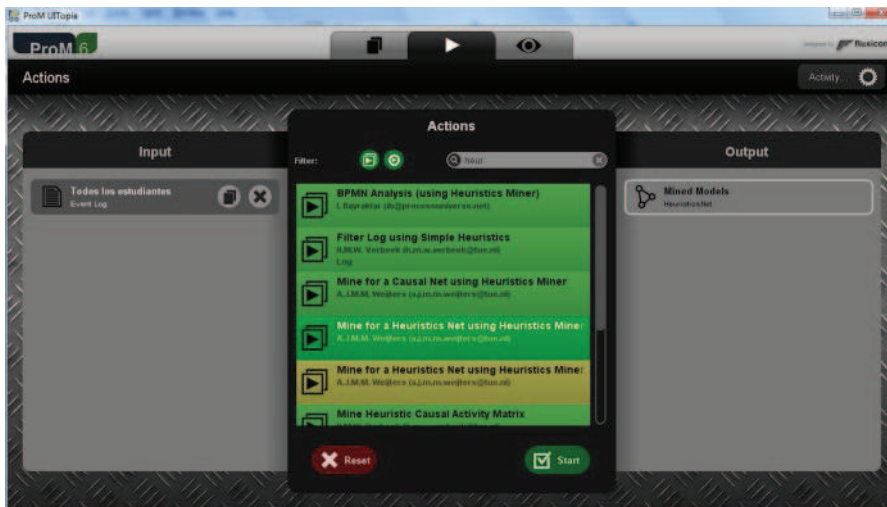 ProM UITopia
ProM 6
fluxicon
Actions
Activity
Input
Todos los estudiantes
Event Log
Actions
Filter:
heur
BPMN Analysis (using Heuristics Miner)
Filter Log using Simple Heuristics
H.M.W. Verbeek (h.m.w.verbeek@tue.nl)
Log
Mine for a Causal Net using Heuristics Miner
A.J.M.M. Weijters (a.j.m.m.weijters@tue.nl)
Mine for a Heuristics Net using Heuristics Miner
A.J.M.M. Weijters (a.j.m.m.weijters@tue.nl)
Mine for a Heuristics Net using Heuristics Miner
A.J.M.M. Weijters (a.j.m.m.weijters@tue.nl)
Mine Heuristic Causal Activity Matrix
Reset
Start
Output
Mined Models
HeuristicsNet